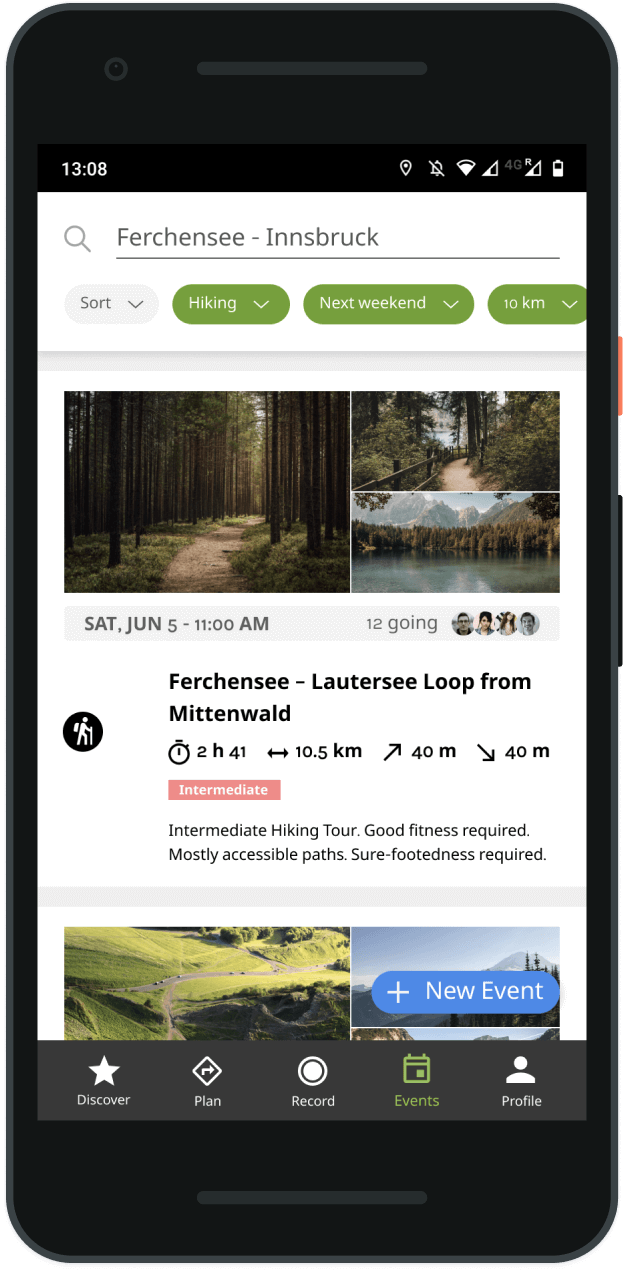 13:08
4G R
Ferchensee - Innsbruck
Sort
Hiking
Next weekend
10 km
SAT, JUN 5 - 11:00 AM
12 going
Ferchensee – Lautersee Loop from
Mittenwald
2 h 41
10.5 km
40 m
40 m
Intermediate
Intermediate Hiking Tour. Good fitness required.
Mostly accessible paths. Sure-footedness required.
+ New Event
Discover
Plan
Record
Events
Profile